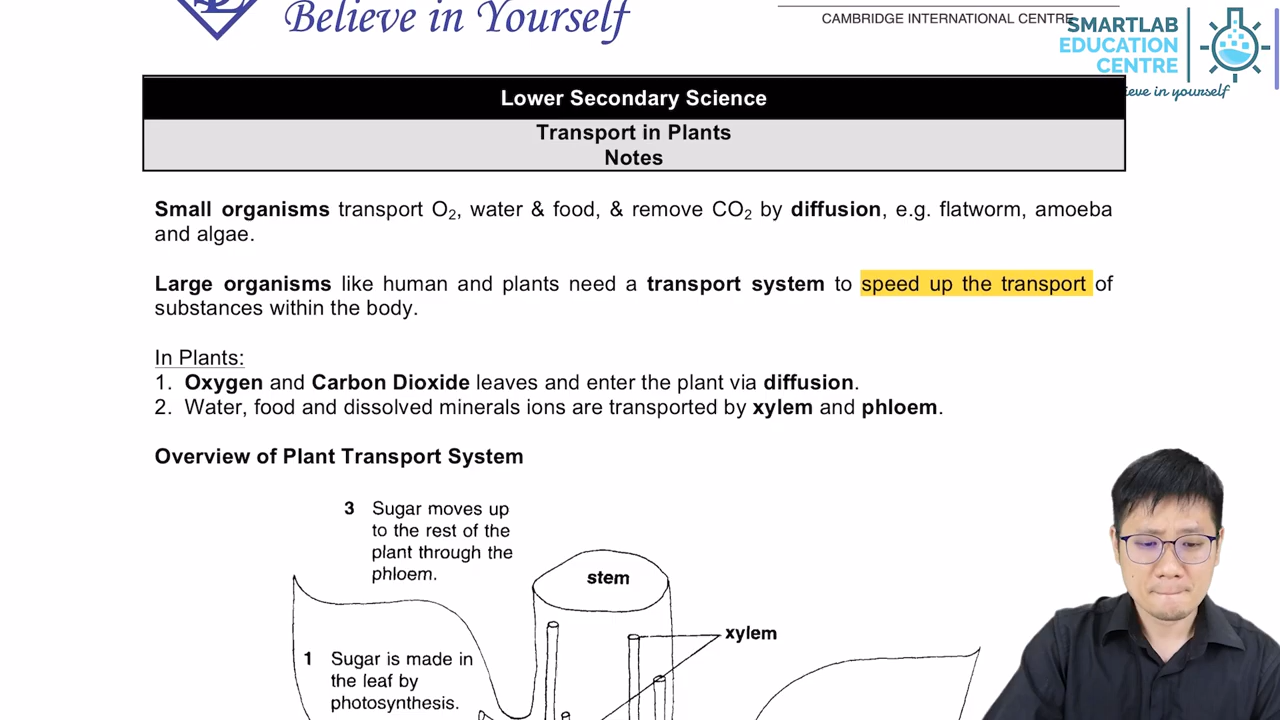 Believe in Yourself
CAMBRIDGE INTERNATIONAL CENTRE
SMARTLAB
EDUCATION
CENTRE
ieve in yourself
Lower Secondary Science
Transport in Plants
Notes
Small organisms transport O₂, water & food, & remove CO₂ by diffusion, e.g. flatworm, amoeba
and algae.
Large organisms like human and plants need a transport system to speed up the transport of
substances within the body.
In Plants:
1. Oxygen and Carbon Dioxide leaves and enter the plant via diffusion.
2. Water, food and dissolved minerals ions are transported by xylem and phloem.
Overview of Plant Transport System
3 Sugar moves up
to the rest of the
plant through the
phloem.
stem
xylem
1 Sugar is made in
the leaf by
photosynthesis.